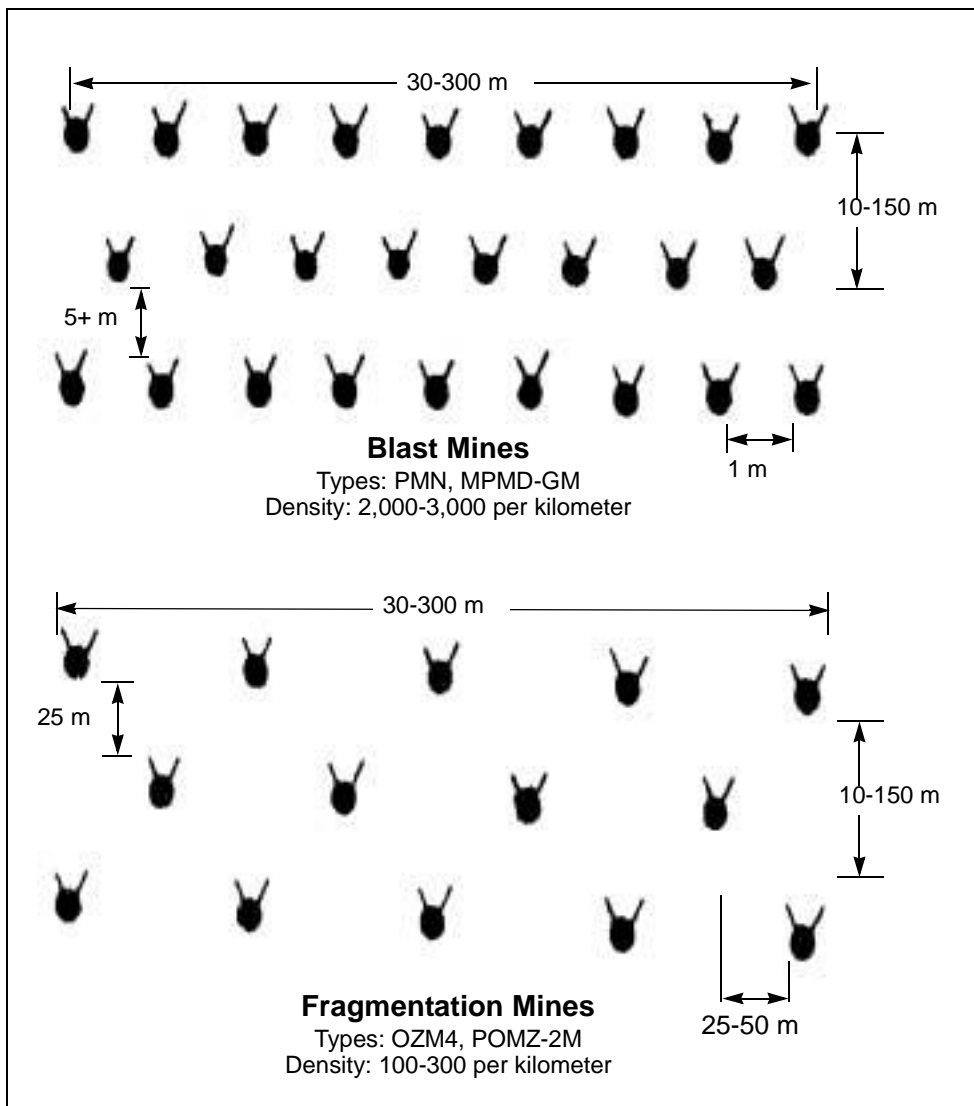 30-300 m
10-150 m
5+ m
Blast Mines
1 m
Types: PMN, MPMD-GM
Density: 2,000-3,000 per kilometer
30-300 m
25 m
10-150 m
Fragmentation Mines
25-50 m
Types: OZM4, POMZ-2M
Density: 100-300 per kilometer